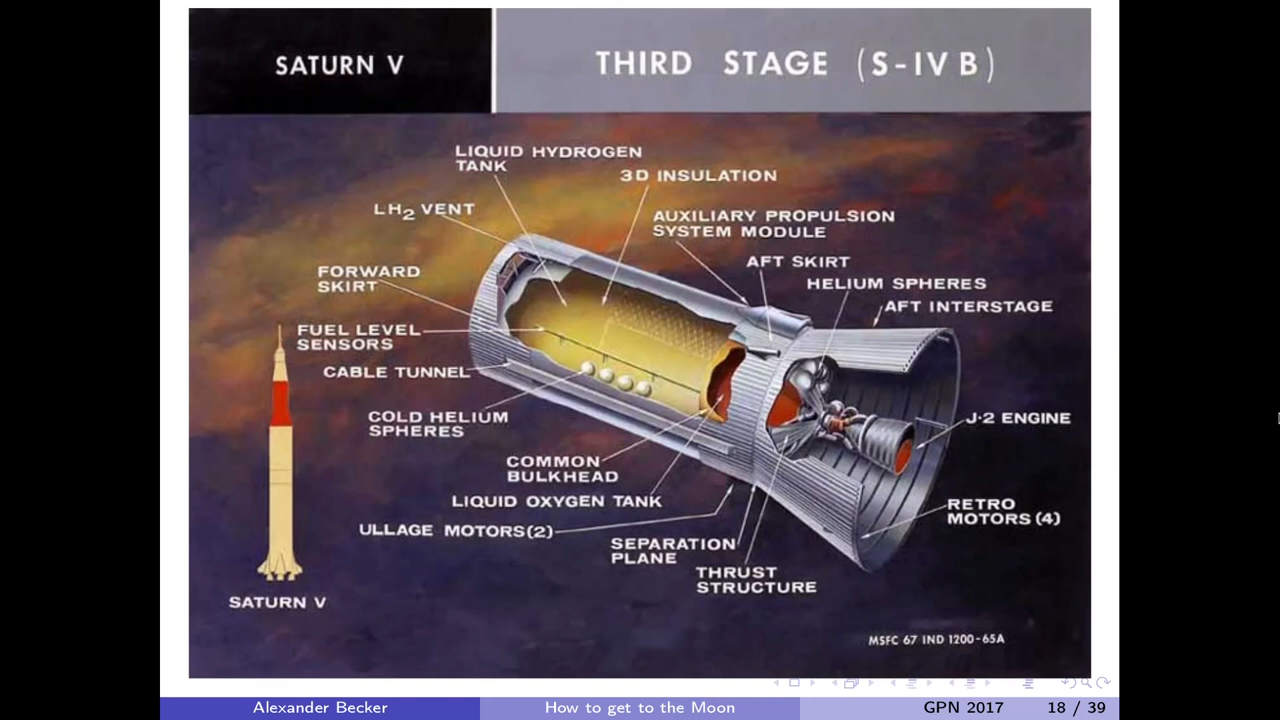 SATURN V
THIRD STAGE (S-IV B)
LIQUID HYDROGEN
TANK
3D INSULATION
LH₂ VENT
AUXILIARY PROPULSION
SYSTEM MODULE
AFT SKIRT
FORWARD
SKIRT
HELIUM SPHERES
AFT INTERSTAGE
FUEL LEVEL
SENSORS
CABLE TUNNEL
COLD HELIUM
SPHERES
J-2 ENGINE
COMMON
BULKHEAD
LIQUID OXYGEN TANK
RETRO
MOTORS (4)
ULLAGE MOTORS(2)
SEPARATION
PLANE
THRUST
STRUCTURE
SATURN V
MSFC 67 IND 1200-65A
Alexander Becker
How to get to the Moon
GPN 2017
18 / 39